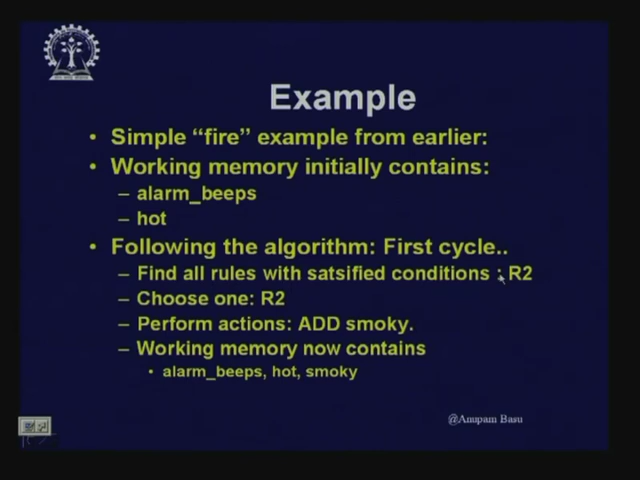 Example
• Simple “fire” example from earlier:
• Working memory initially contains:
– alarm_beeps
– hot
• Following the algorithm: First cycle..
– Find all rules with satsified conditions : R2
– Choose one: R2
– Perform actions: ADD smoky.
– Working memory now contains
• alarm_beeps, hot, smoky
@Anupam Basu